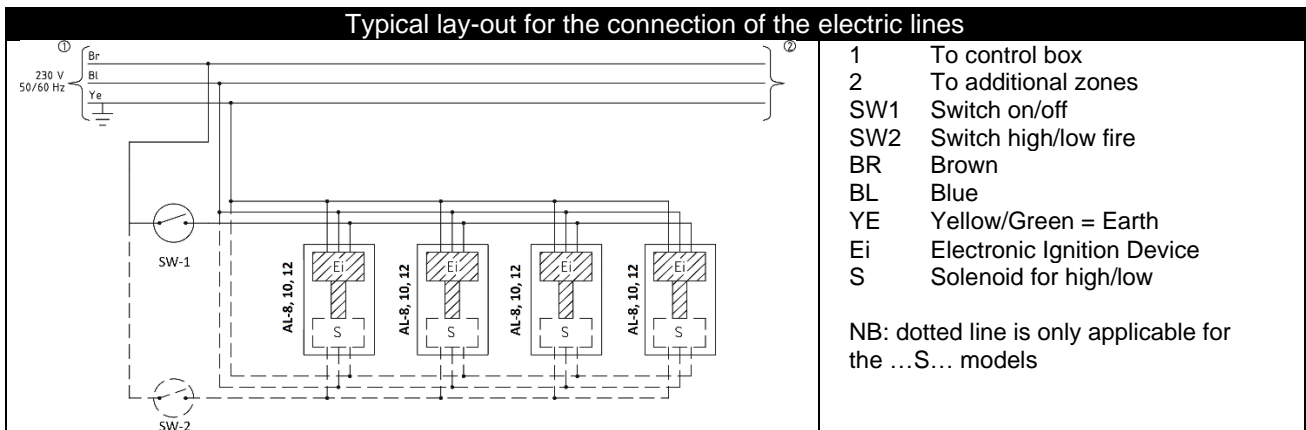 Typical lay-out for the connection of the electric lines
①
②
Br
230 V
50/60 Hz
Bl
Ye
SW-1
SW-2
AL-8, 10, 12
Ei
S
AL-8, 10, 12
Ei
S
AL-8, 10, 12
Ei
S
AL-8, 10, 12
Ei
S
1 To control box
2 To additional zones
SW1 Switch on/off
SW2 Switch high/low fire
BR Brown
BL Blue
YE Yellow/Green = Earth
Ei Electronic Ignition Device
S Solenoid for high/low
NB: dotted line is only applicable for
the …S… models